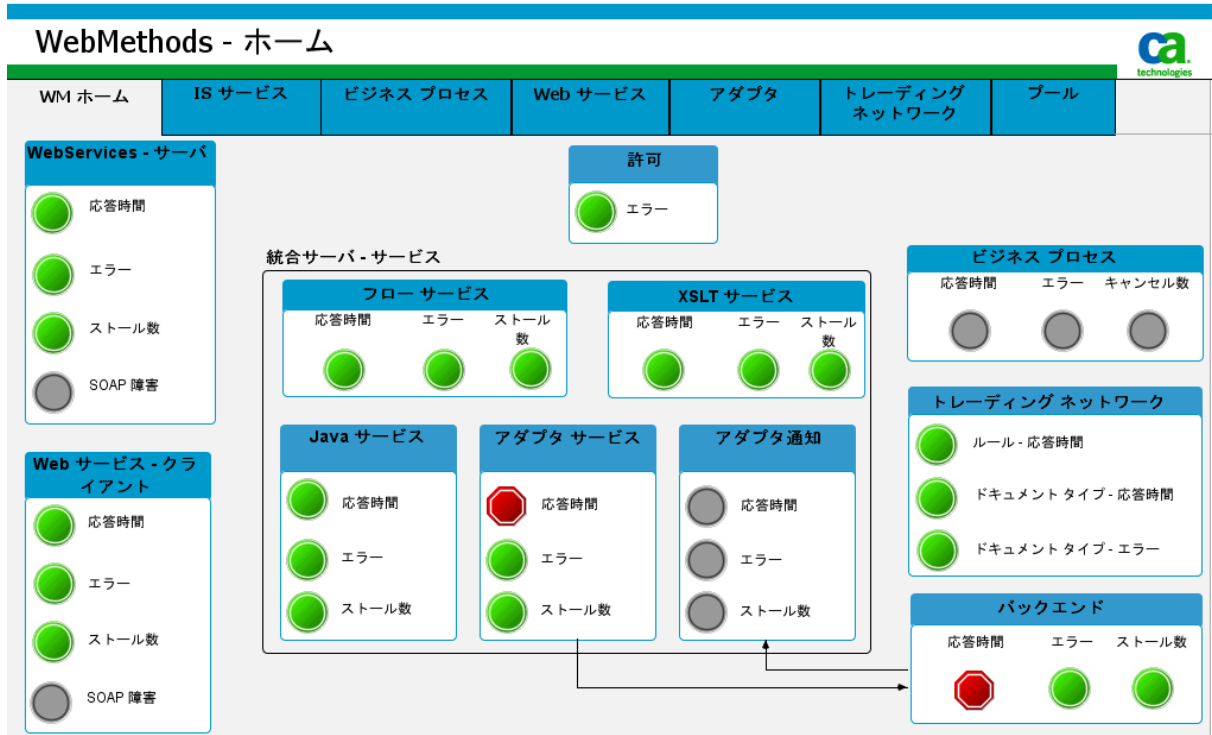 WebMethods - ホーム
ca
technologies
WM ホーム
IS サービス
ビジネス プロセス
Web サービス
アダプタ
トレーディング
ネットワーク
プール
WebServices - サーバ
応答時間
エラー
ストール数
SOAP 障害
Web サービス - クラ
イアント
応答時間
エラー
ストール数
SOAP 障害
許可
エラー
統合サーバ - サービス
フロー サービス
応答時間
エラー
ストール
数
XSLT サービス
応答時間
エラー
ストール
数
Java サービス
応答時間
エラー
ストール数
アダプタ サービス
応答時間
エラー
ストール数
アダプタ通知
応答時間
エラー
ストール数
ビジネス プロセス
応答時間
エラー
キャンセル数
トレーディング ネットワーク
ルール - 応答時間
ドキュメント タイプ - 応答時間
ドキュメント タイプ - エラー
バックエンド
応答時間
エラー
ストール数